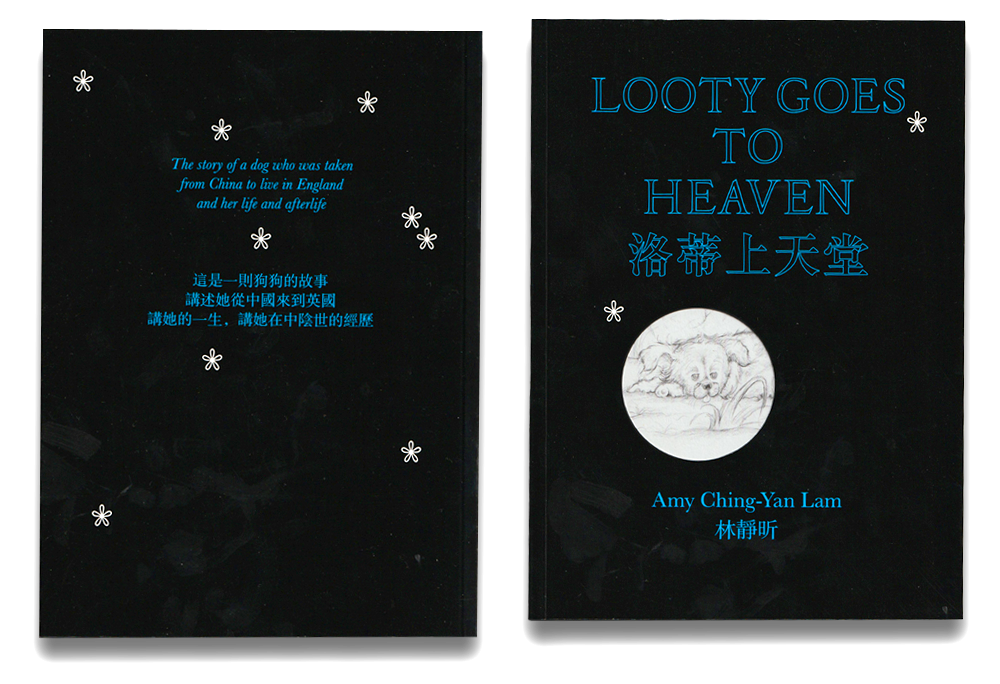 The story of a dog who was taken
from China to live in England
and her life and afterlife
這是一則狗狗的故事
講述她從中國來到英國
講她的一生，講她在中陰世的經歷
LOOTY GOES
TO
HEAVEN
洛蒂上天堂
Amy Ching-Yan Lam
林靜昕